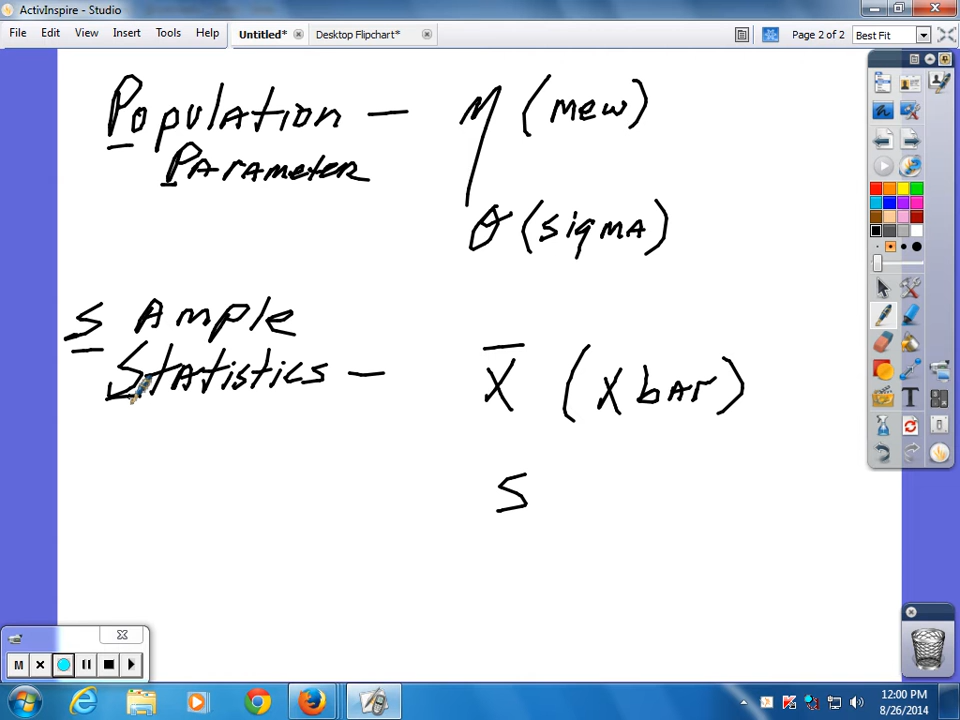 ActivInspire - Studio
File Edit View Insert Tools Help Untitled* Desktop Flipchart* Page 2 of 2 Best Fit
Population — μ (mew)
Parameter
σ (sigma)
sAmple
Statistics — X̄ (X bar)
S
M
T
12:00 PM
8/26/2014